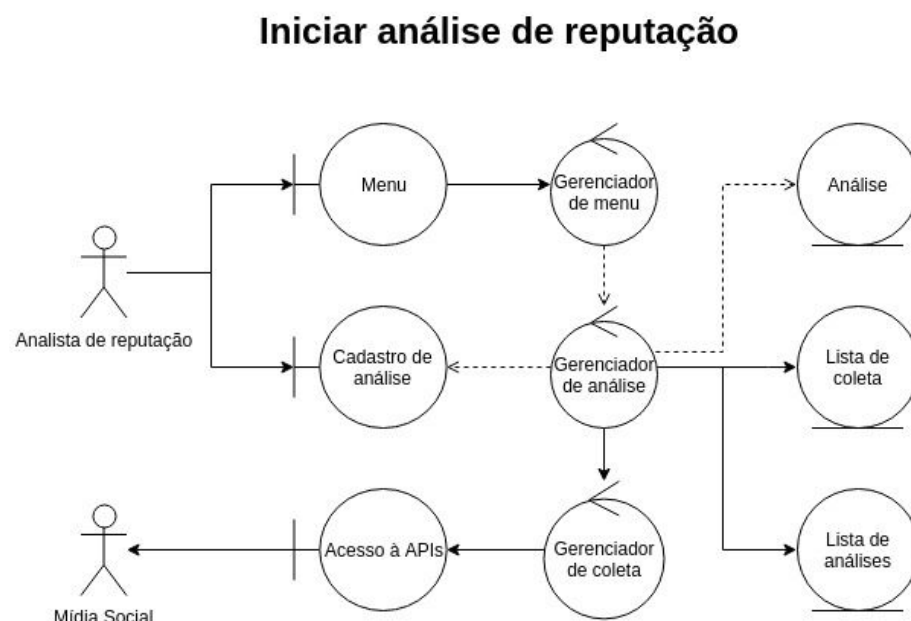 Iniciar análise de reputação
Menu
Gerenciador
de menu
Análise
Analista de reputação
Cadastro de
análise
Gerenciador
de análise
Lista de
coleta
Acesso à APIs
Gerenciador
de coleta
Lista de
análises
Mídia Social